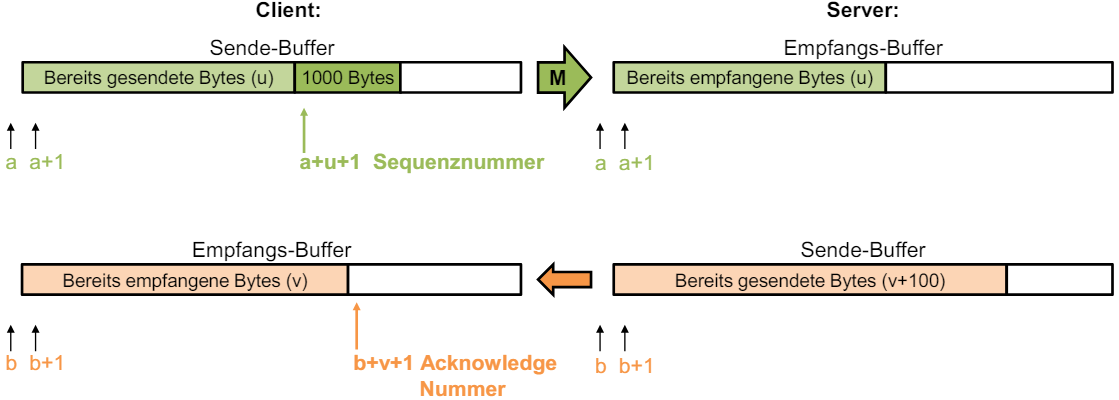 Client:
Server:
Sende-Buffer
Empfangs-Buffer
Bereits gesendete Bytes (u)
1000 Bytes
M
Bereits empfangene Bytes (u)
a
a+1
a+u+1 Sequenznummer
a
a+1
Empfangs-Buffer
Sende-Buffer
Bereits empfangene Bytes (v)
Bereits gesendete Bytes (v+100)
b
b+1
b+v+1 Acknowledge
Nummer
b
b+1